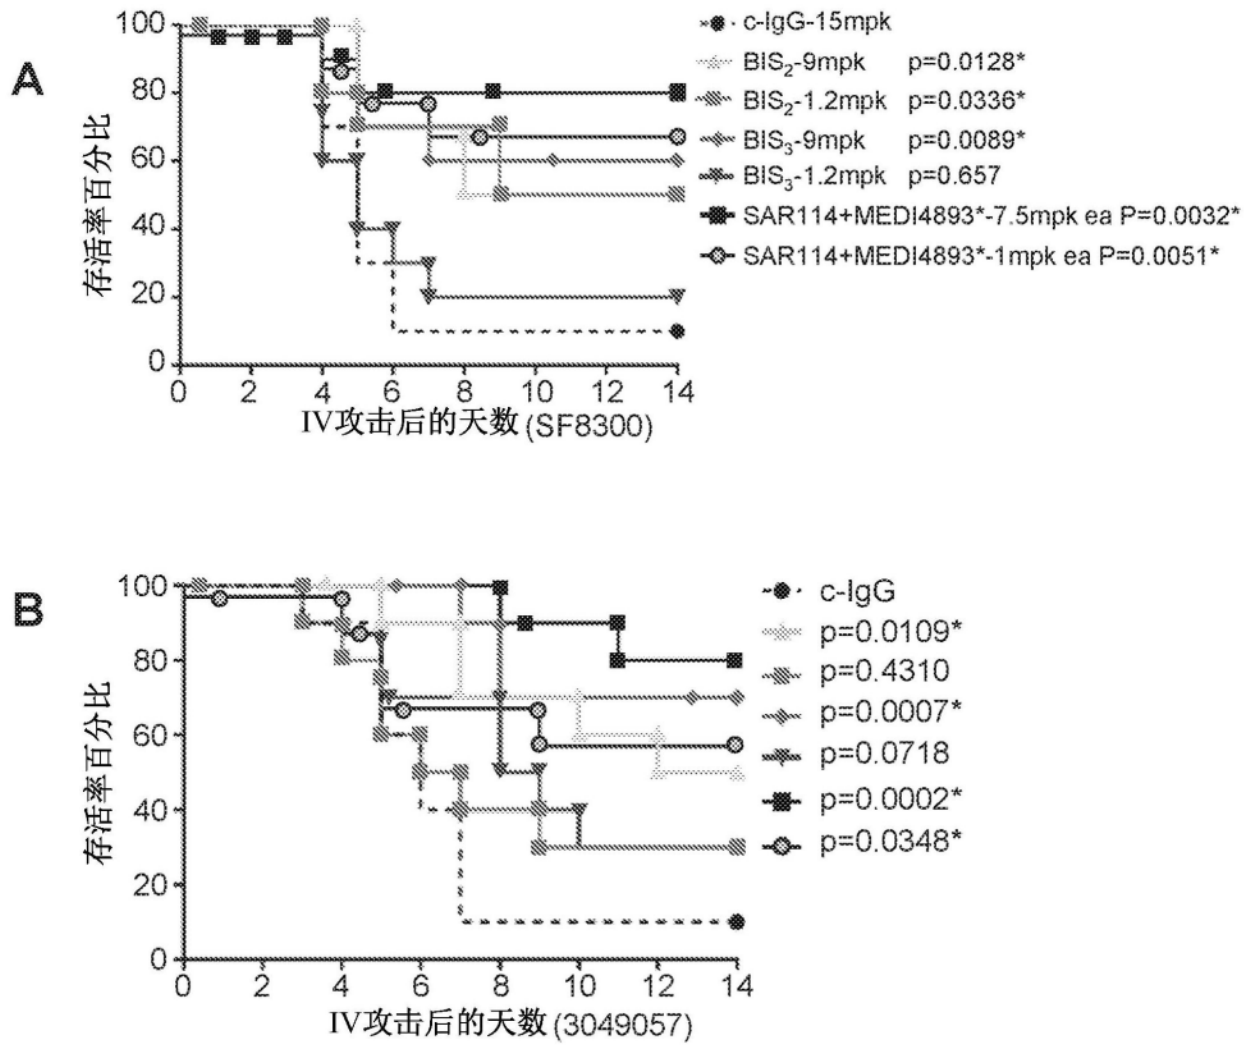 A
存活率百分比
100
80
60
40
20
0
0 2 4 6 8 10 12 14
IV攻击后的天数 (SF8300)
c-IgG-15mpk
BIS2-9mpk p=0.0128*
BIS2-1.2mpk p=0.0336*
BIS3-9mpk p=0.0089*
BIS3-1.2mpk p=0.657
SAR114+MEDI4893*-7.5mpk ea P=0.0032*
SAR114+MEDI4893*-1mpk ea P=0.0051*
B
存活率百分比
100
80
60
40
20
0
0 2 4 6 8 10 12 14
IV攻击后的天数 (3049057)
c-IgG
p=0.0109*
p=0.4310
p=0.0007*
p=0.0718
p=0.0002*
p=0.0348*